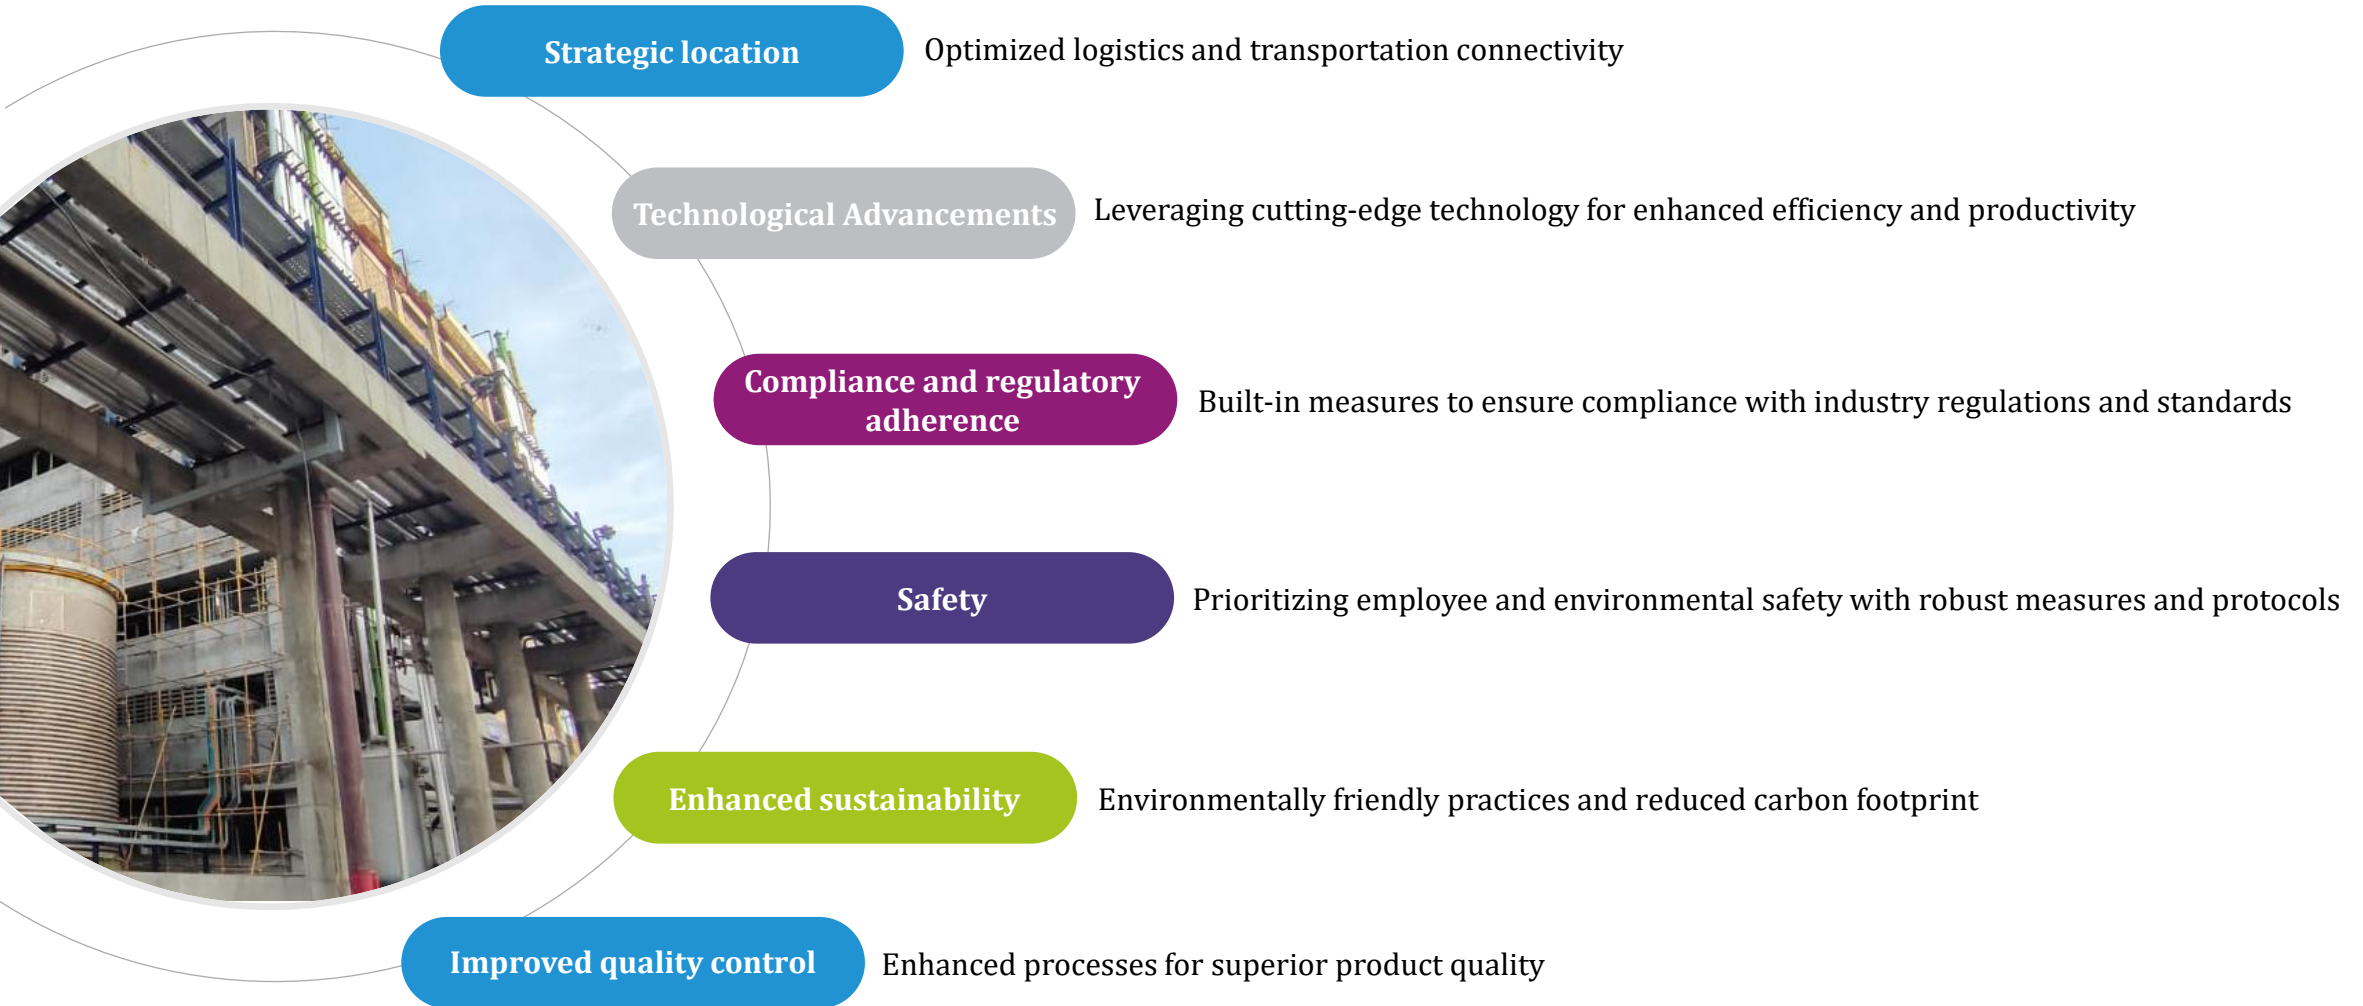 Strategic location
Optimized logistics and transportation connectivity
Technological Advancements
Leveraging cutting-edge technology for enhanced efficiency and productivity
Compliance and regulatory
adherence
Built-in measures to ensure compliance with industry regulations and standards
Safety
Prioritizing employee and environmental safety with robust measures and protocols
Enhanced sustainability
Environmentally friendly practices and reduced carbon footprint
Improved quality control
Enhanced processes for superior product quality